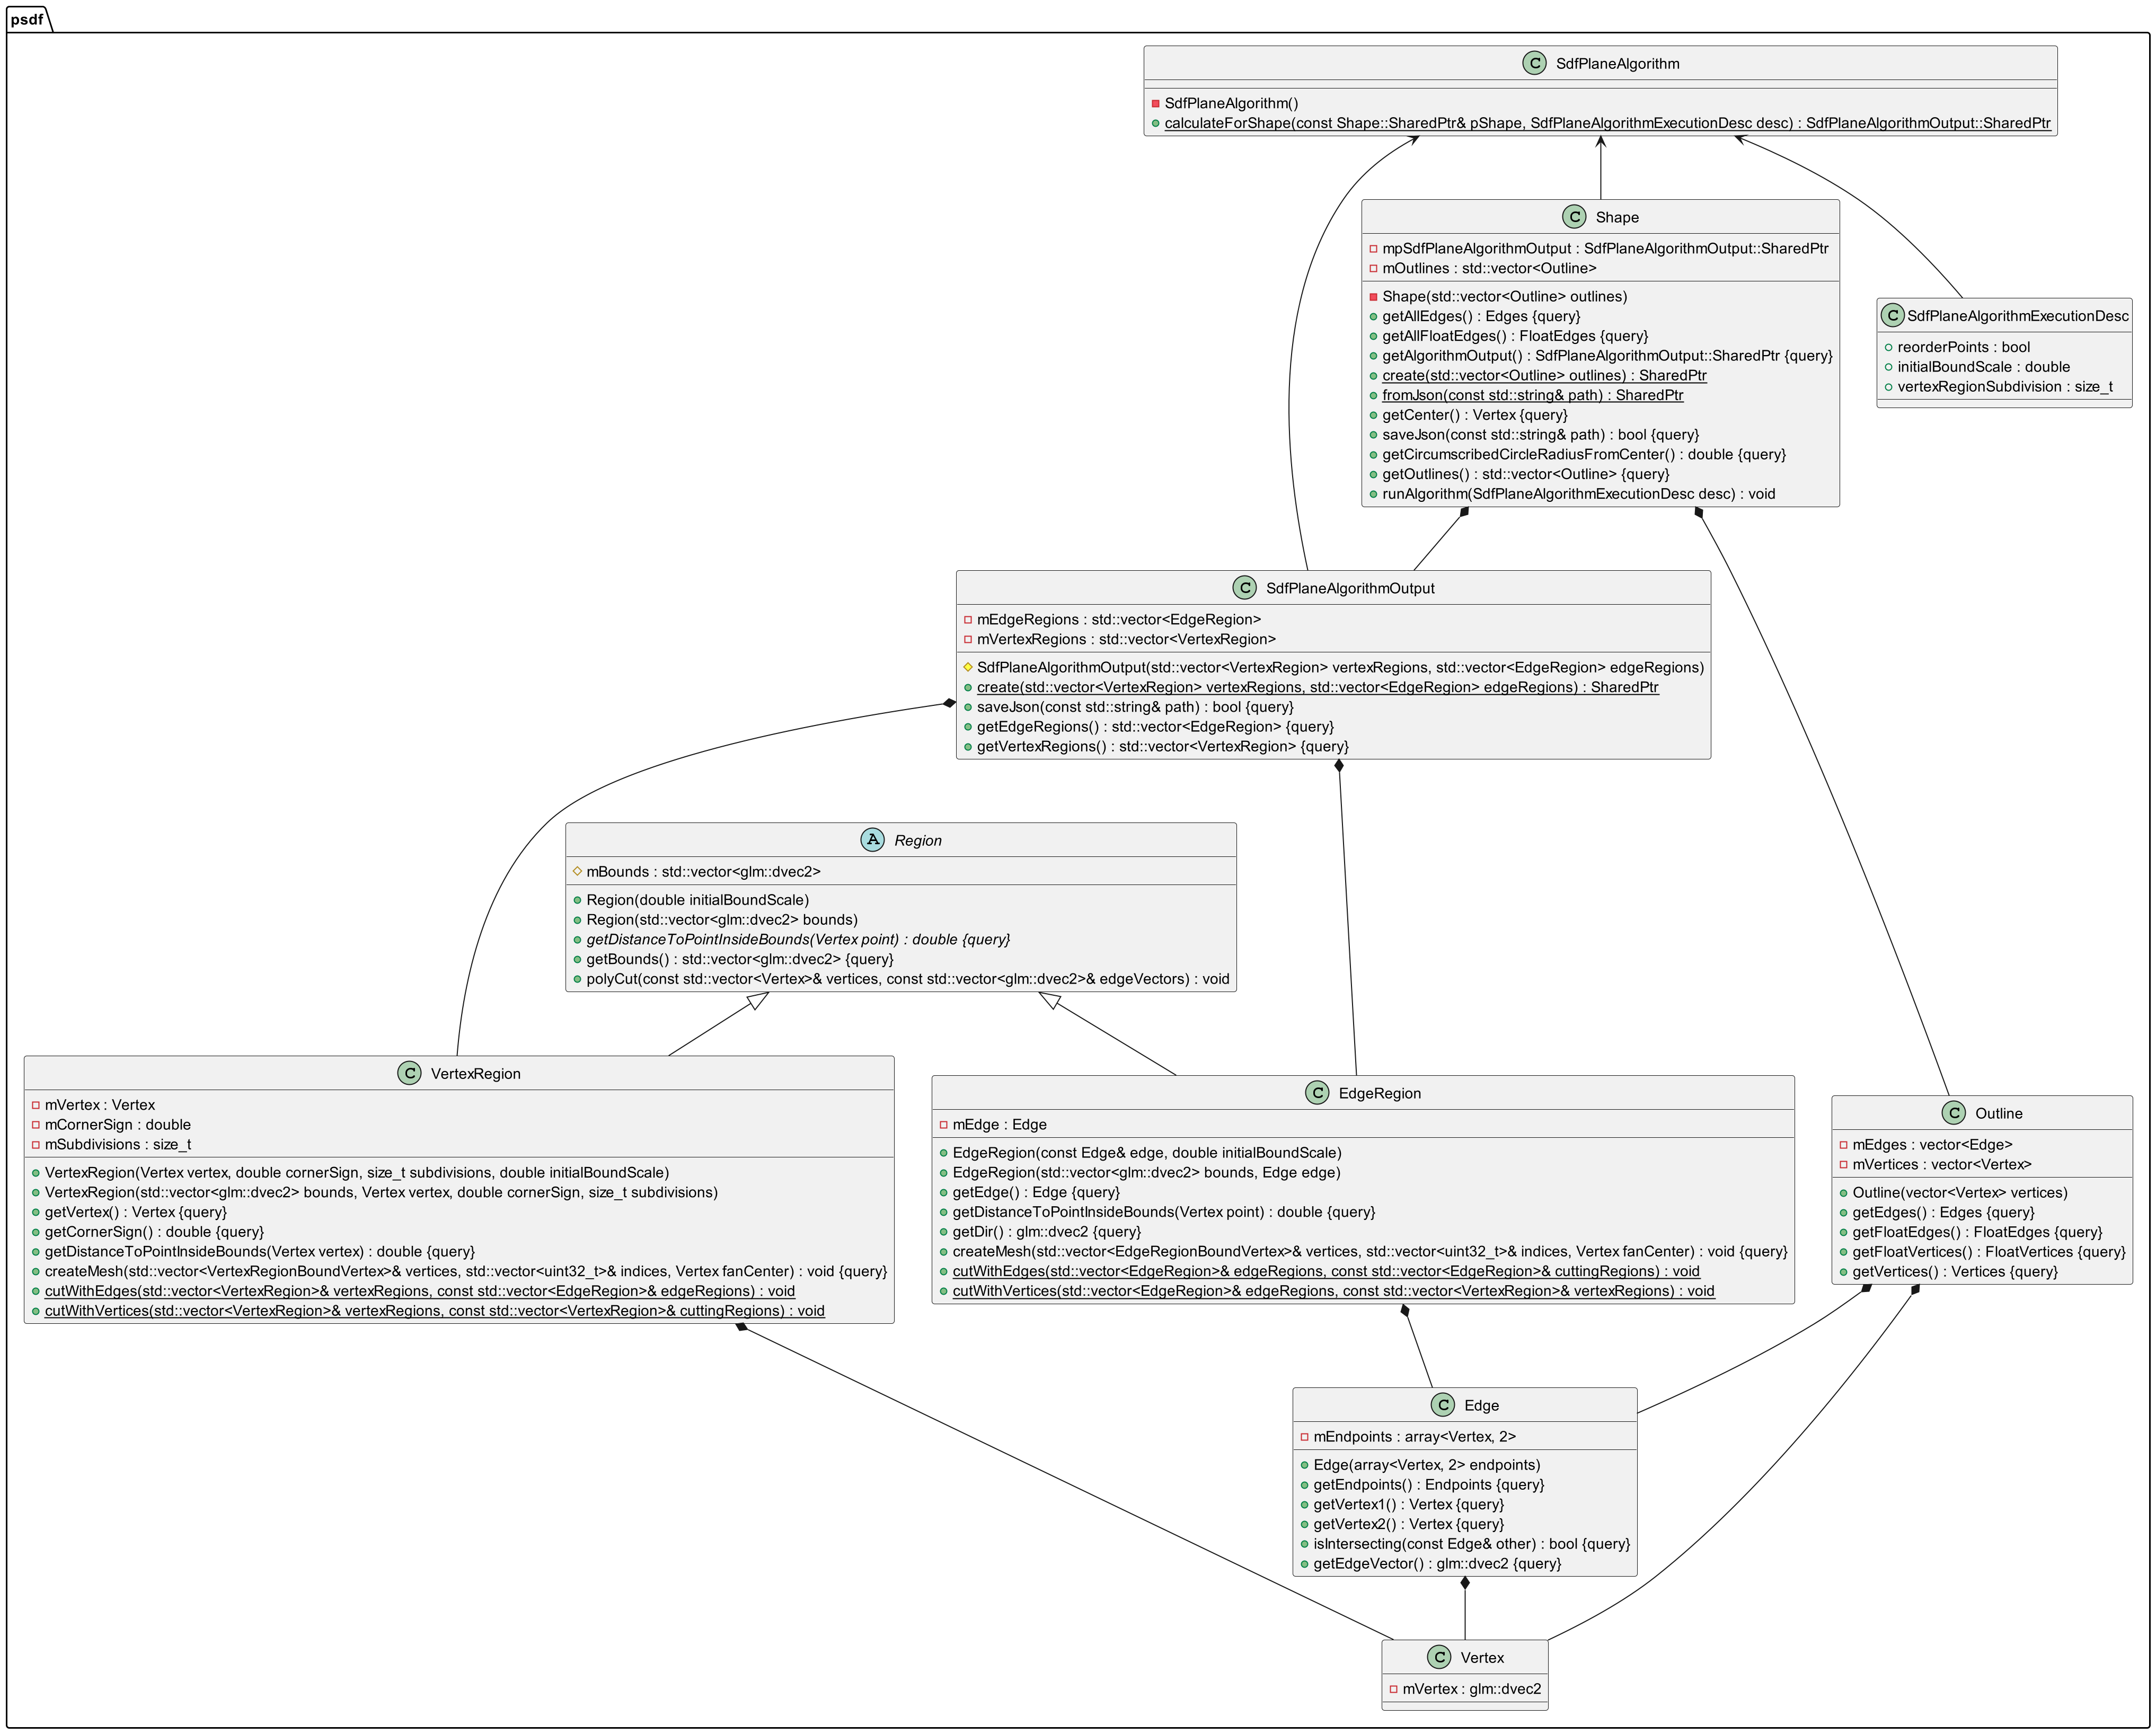 psdf
C SdfPlaneAlgorithm
SdfPlaneAlgorithm()
calculateForShape(const Shape::SharedPtr& pShape, SdfPlaneAlgorithmExecutionDesc desc) : SdfPlaneAlgorithmOutput::SharedPtr
C Shape
mpSdfPlaneAlgorithmOutput : SdfPlaneAlgorithmOutput::SharedPtr
mOutlines : std::vector<Outline>
Shape(std::vector<Outline> outlines)
getAllEdges() : Edges {query}
getAllFloatEdges() : FloatEdges {query}
getAlgorithmOutput() : SdfPlaneAlgorithmOutput::SharedPtr {query}
create(std::vector<Outline> outlines) : SharedPtr
fromJson(const std::string& path) : SharedPtr
getCenter() : Vertex {query}
saveJson(const std::string& path) : bool {query}
getCircumscribedCircleRadiusFromCenter() : double {query}
getOutlines() : std::vector<Outline> {query}
runAlgorithm(SdfPlaneAlgorithmExecutionDesc desc) : void
C SdfPlaneAlgorithmExecutionDesc
reorderPoints : bool
initialBoundScale : double
vertexRegionSubdivision : size_t
C SdfPlaneAlgorithmOutput
mEdgeRegions : std::vector<EdgeRegion>
mVertexRegions : std::vector<VertexRegion>
SdfPlaneAlgorithmOutput(std::vector<VertexRegion> vertexRegions, std::vector<EdgeRegion> edgeRegions)
create(std::vector<VertexRegion> vertexRegions, std::vector<EdgeRegion> edgeRegions) : SharedPtr
saveJson(const std::string& path) : bool {query}
getEdgeRegions() : std::vector<EdgeRegion> {query}
getVertexRegions() : std::vector<VertexRegion> {query}
A Region
mBounds : std::vector<glm::dvec2>
Region(double initialBoundScale)
Region(std::vector<glm::dvec2> bounds)
getDistanceToPointInsideBounds(Vertex point) : double {query}
getBounds() : std::vector<glm::dvec2> {query}
polyCut(const std::vector<Vertex>& vertices, const std::vector<glm::dvec2>& edgeVectors) : void
C VertexRegion
mVertex : Vertex
mCornerSign : double
mSubdivisions : size_t
VertexRegion(Vertex vertex, double cornerSign, size_t subdivisions, double initialBoundScale)
VertexRegion(std::vector<glm::dvec2> bounds, Vertex vertex, double cornerSign, size_t subdivisions)
getVertex() : Vertex {query}
getCornerSign() : double {query}
getDistanceToPointInsideBounds(Vertex vertex) : double {query}
createMesh(std::vector<VertexRegionBoundVertex>& vertices, std::vector<uint32_t>& indices, Vertex fanCenter) : void {query}
cutWithEdges(std::vector<VertexRegion>& vertexRegions, const std::vector<EdgeRegion>& edgeRegions) : void
cutWithVertices(std::vector<VertexRegion>& vertexRegions, const std::vector<VertexRegion>& cuttingRegions) : void
C EdgeRegion
mEdge : Edge
EdgeRegion(const Edge& edge, double initialBoundScale)
EdgeRegion(std::vector<glm::dvec2> bounds, Edge edge)
getEdge() : Edge {query}
getDistanceToPointInsideBounds(Vertex point) : double {query}
getDir() : glm::dvec2 {query}
createMesh(std::vector<EdgeRegionBoundVertex>& vertices, std::vector<uint32_t>& indices, Vertex fanCenter) : void {query}
cutWithEdges(std::vector<EdgeRegion>& edgeRegions, const std::vector<EdgeRegion>& cuttingRegions) : void
cutWithVertices(std::vector<EdgeRegion>& edgeRegions, const std::vector<VertexRegion>& vertexRegions) : void
C Outline
mEdges : vector<Edge>
mVertices : vector<Vertex>
Outline(vector<Vertex> vertices)
getEdges() : Edges {query}
getFloatEdges() : FloatEdges {query}
getFloatVertices() : FloatVertices {query}
getVertices() : Vertices {query}
C Edge
mEndpoints : array<Vertex, 2>
Edge(array<Vertex, 2> endpoints)
getEndpoints() : Endpoints {query}
getVertex1() : Vertex {query}
getVertex2() : Vertex {query}
isIntersecting(const Edge& other) : bool {query}
getEdgeVector() : glm::dvec2 {query}
C Vertex
mVertex : glm::dvec2